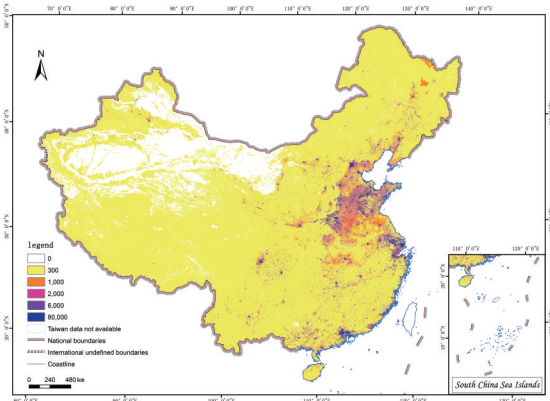 70° 0'0"E 80° 0'0"E 90° 0'0"E 100° 0'0"E 110° 0'0"E 120° 0'0"E 130° 0'0"E 140° 0'0"E
N
legend
0
300
1,000
2,000
6,000
80,000
Taiwan data not available
National boundaries
International undefined boundaries
Coastline
0 240 480 km
110° 0'0"E 120° 0'0"E
South China Sea Islands